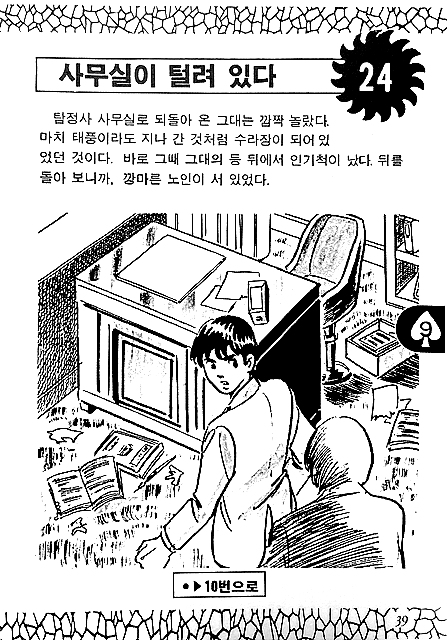 사무실이 털려 있다
24
탐정사 사무실로 되돌아 온 그대는 깜짝 놀랐다.
마치 태풍이라도 지나 간 것처럼 수라장이 되어 있
었던 것이다. 바로 그때 그대의 등 뒤에서 인기척이 났다. 뒤를
돌아 보니까, 깡마른 노인이 서 있었다.
9
•▶10번으로
39